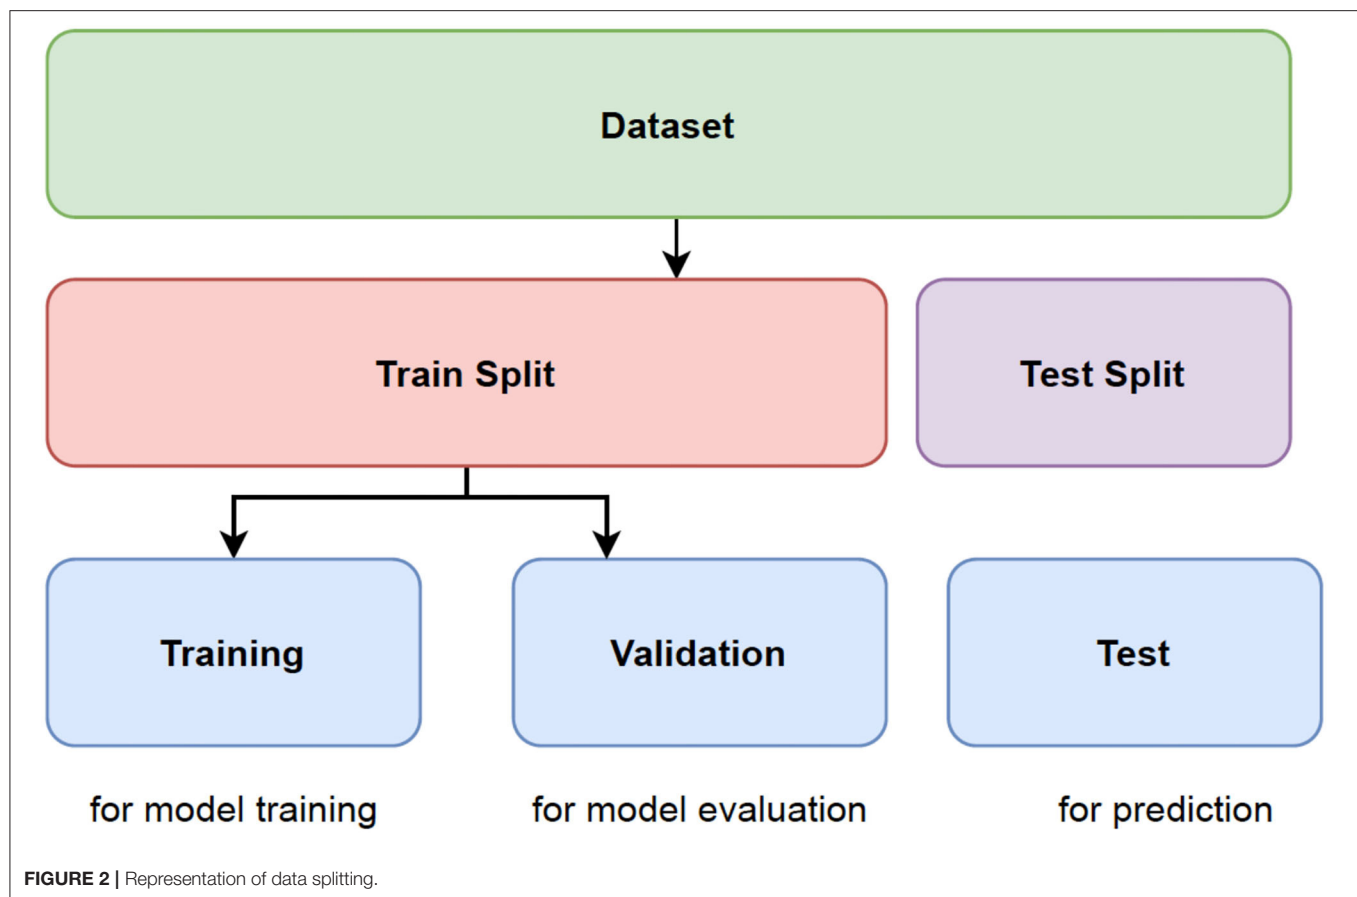 Dataset
Train Split
Test Split
Training
Validation
Test
for model training
for model evaluation
for prediction
FIGURE 2 | Representation of data splitting.